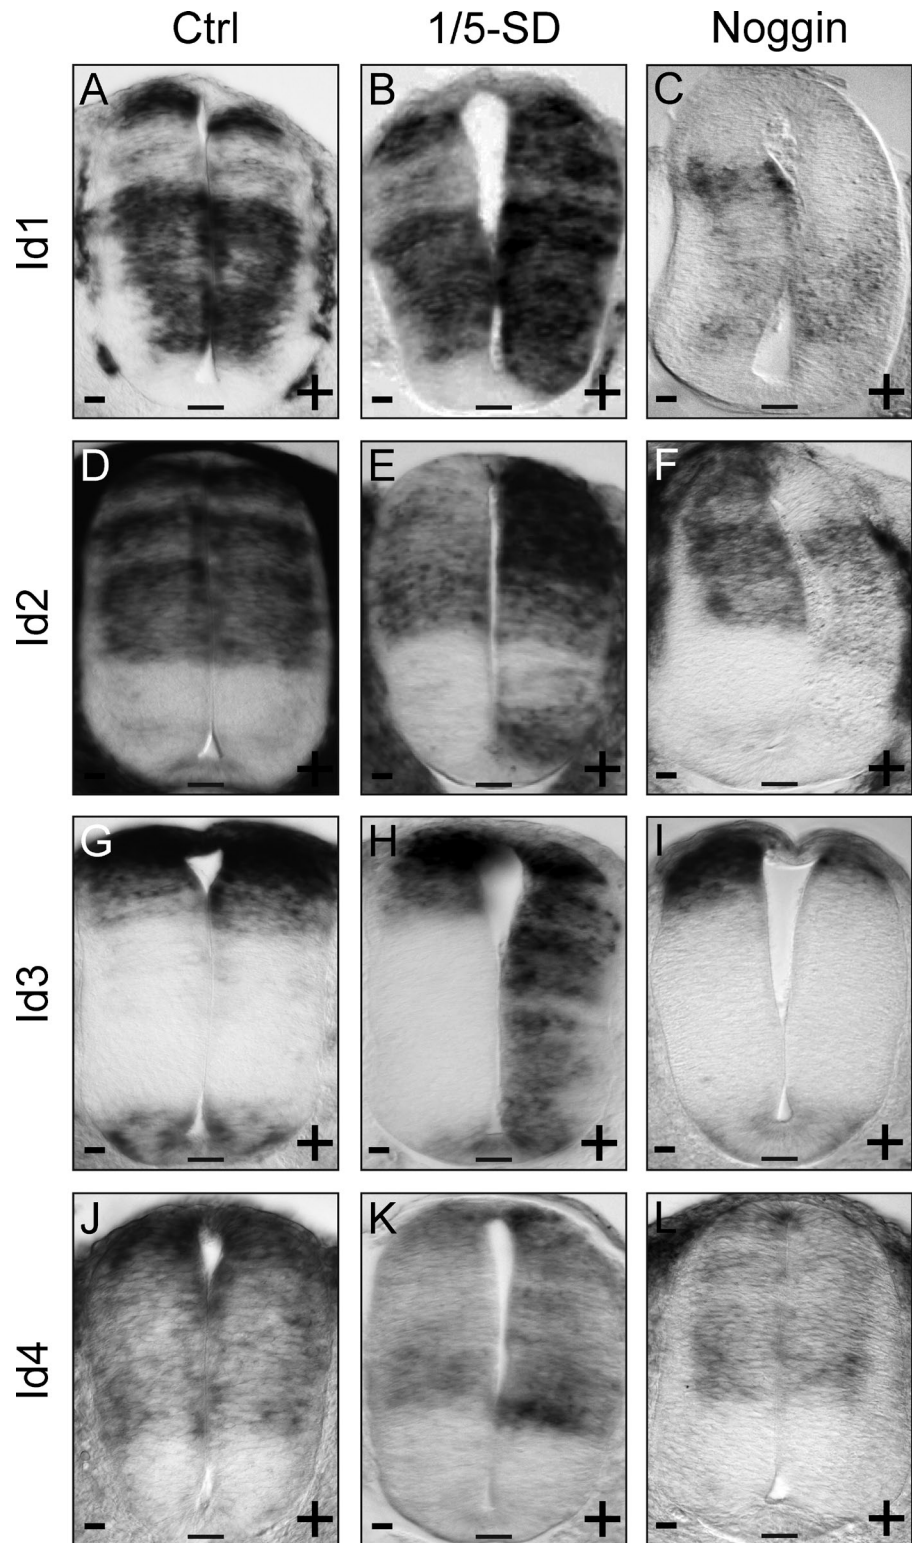 Ctrl 1/5-SD Noggin
Id1
A B C
- + - + - +
Id2
D E F
- + - + - +
Id3
G H I
- + - + - +
Id4
J K L
- + - + - +